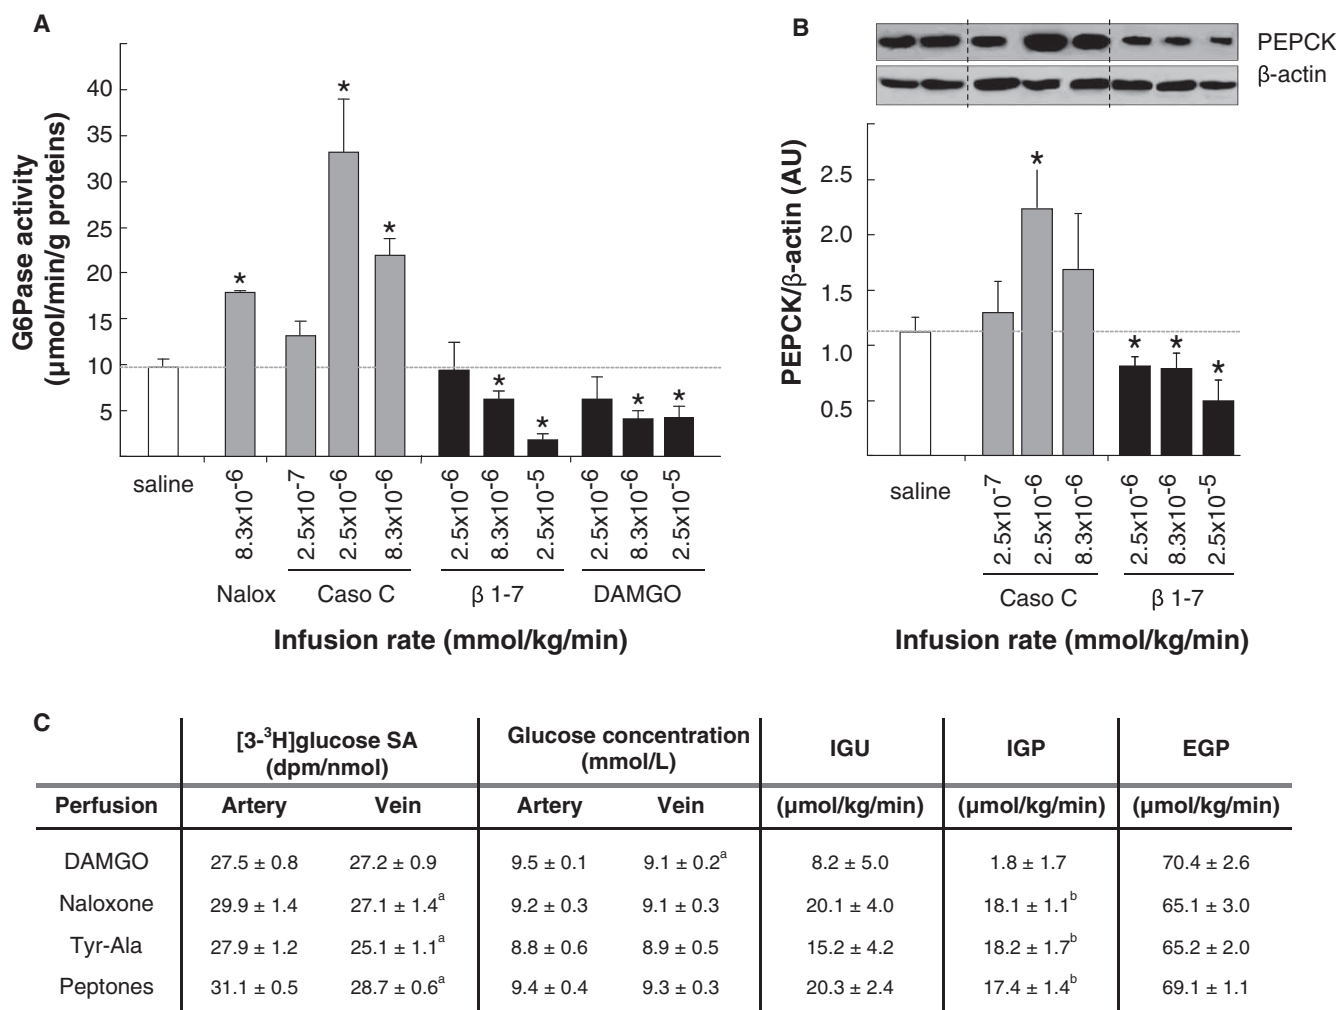 A
G6Pase activity
(µmol/min/g proteins)
40
35
30
25
20
15
10
5
*
*
*
*
*
*
*
saline
8.3x10⁻⁶
2.5x10⁻⁷
2.5x10⁻⁶
8.3x10⁻⁶
2.5x10⁻⁶
8.3x10⁻⁶
2.5x10⁻⁵
2.5x10⁻⁶
8.3x10⁻⁶
2.5x10⁻⁵
Nalox
Caso C
β 1-7
DAMGO
Infusion rate (mmol/kg/min)
B
PEPCK
β-actin
PEPCK/β-actin (AU)
2.5
2.0
1.5
1.0
0.5
*
*
*
*
saline
2.5x10⁻⁷
2.5x10⁻⁶
8.3x10⁻⁶
2.5x10⁻⁶
8.3x10⁻⁶
2.5x10⁻⁵
Caso C
β 1-7
Infusion rate (mmol/kg/min)
C
[3-³H]glucose SA
(dpm/nmol)
Glucose concentration
(mmol/L)
IGU
IGP
EGP
Perfusion Artery Vein Artery Vein (µmol/kg/min) (µmol/kg/min) (µmol/kg/min)
DAMGO 27.5 ± 0.8 27.2 ± 0.9 9.5 ± 0.1 9.1 ± 0.2ᵃ 8.2 ± 5.0 1.8 ± 1.7 70.4 ± 2.6
Naloxone 29.9 ± 1.4 27.1 ± 1.4ᵃ 9.2 ± 0.3 9.1 ± 0.3 20.1 ± 4.0 18.1 ± 1.1ᵇ 65.1 ± 3.0
Tyr-Ala 27.9 ± 1.2 25.1 ± 1.1ᵃ 8.8 ± 0.6 8.9 ± 0.5 15.2 ± 4.2 18.2 ± 1.7ᵇ 65.2 ± 2.0
Peptones 31.1 ± 0.5 28.7 ± 0.6ᵃ 9.4 ± 0.4 9.3 ± 0.3 20.3 ± 2.4 17.4 ± 1.4ᵇ 69.1 ± 1.1